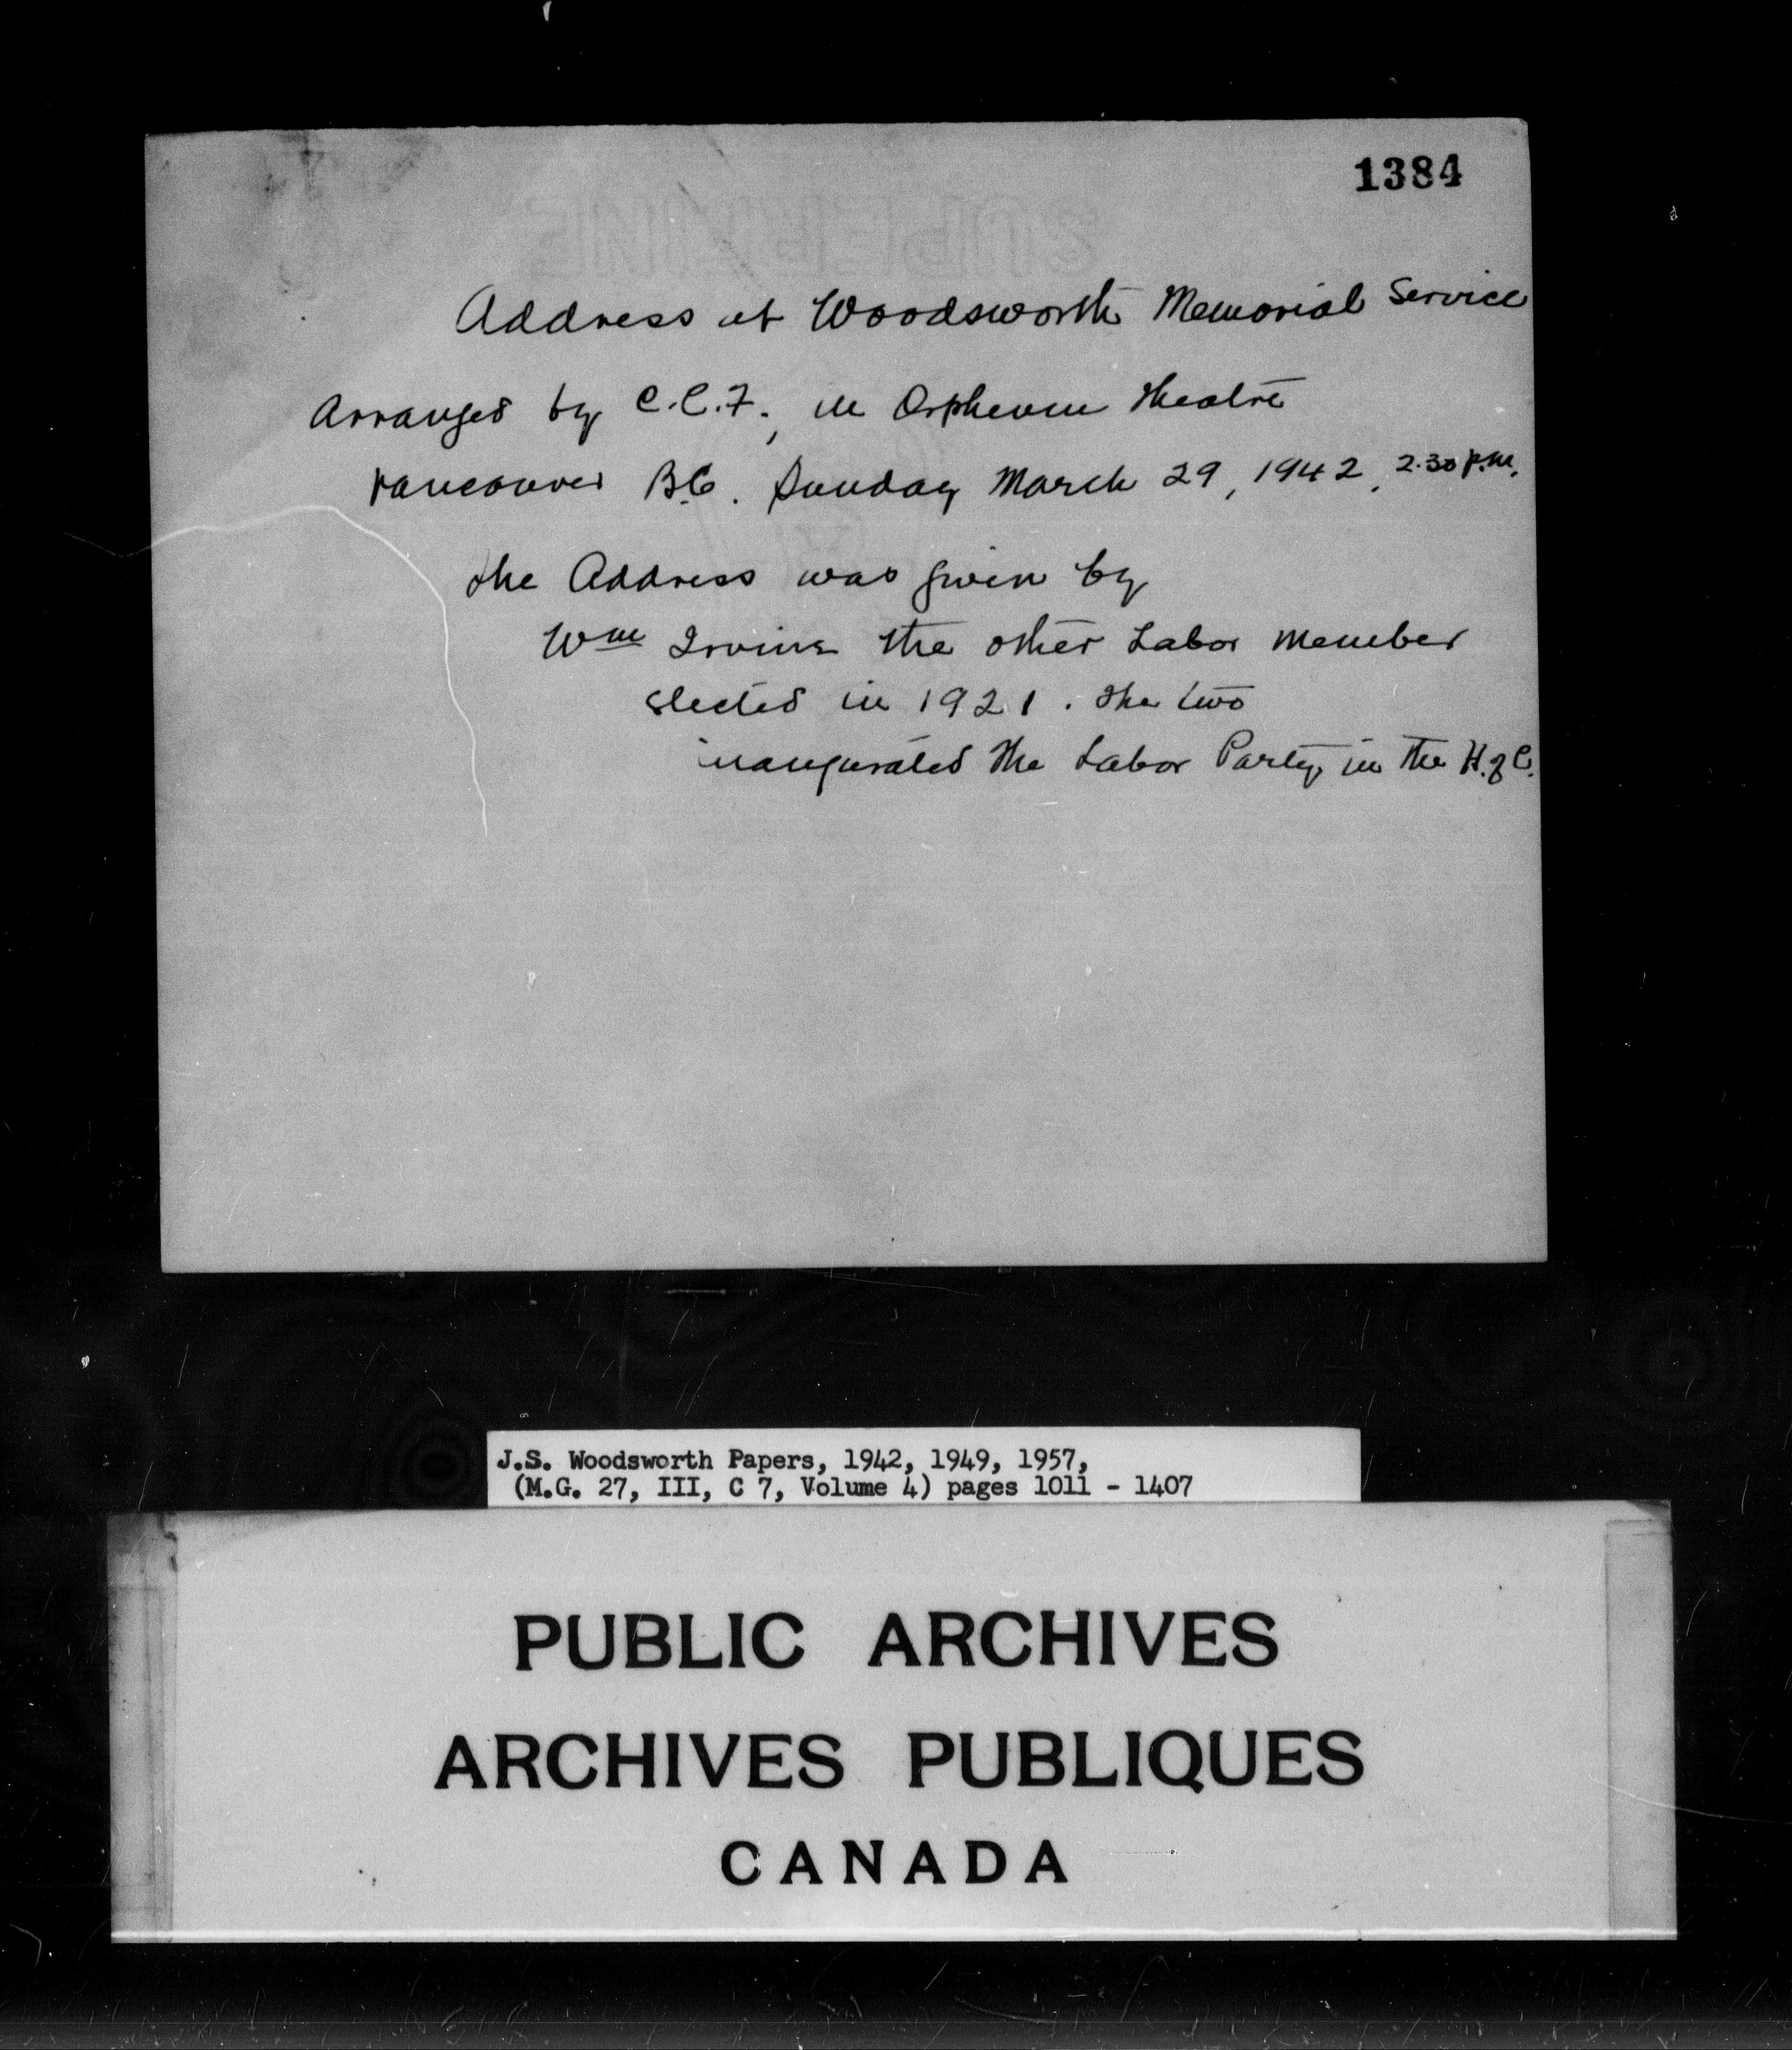 1384
Address at Woodsworth Memorial Service
Arranged by C.C.F., in Orpheum Theatre
Vancouver B.C. Sunday March 29, 1942, 2.30 p.m.
The Address was given by
Wm Irvine the other Labor member
elected in 1921. The two
inaugurated the Labor Party in the H. of C.
J.S. Woodsworth Papers, 1942, 1949, 1957,
(M.G. 27, III, C 7, Volume 4) pages 1011 - 1407
PUBLIC ARCHIVES
ARCHIVES PUBLIQUES
CANADA